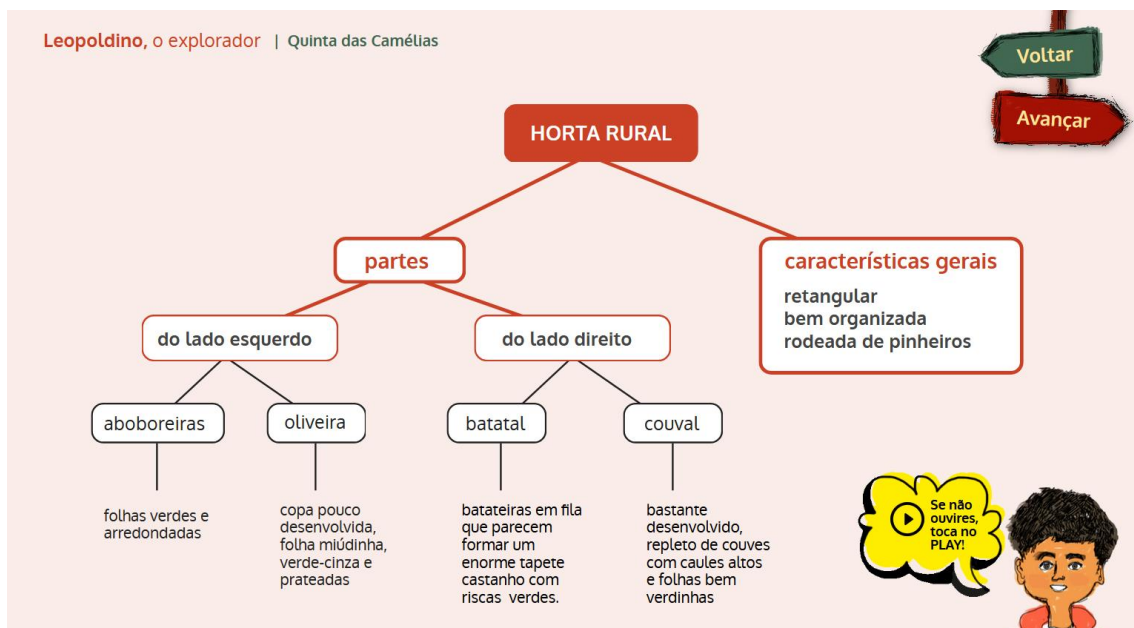 Leopoldino, o explorador | Quinta das Camélias
Voltar
Avançar
HORTA RURAL
partes
características gerais
retangular
bem organizada
rodeada de pinheiros
do lado esquerdo
do lado direito
aboboreiras
oliveira
batatal
couval
folhas verdes e
arredondadas
copa pouco
desenvolvida,
folha miúdinha,
verde-cinza e
prateadas
batateiras em fila
que parecem
formar um
enorme tapete
castanho com
riscas verdes.
bastante
desenvolvido,
repleto de couves
com caules altos
e folhas bem
verdinhas
Se não
ouvires,
toca no
PLAY!